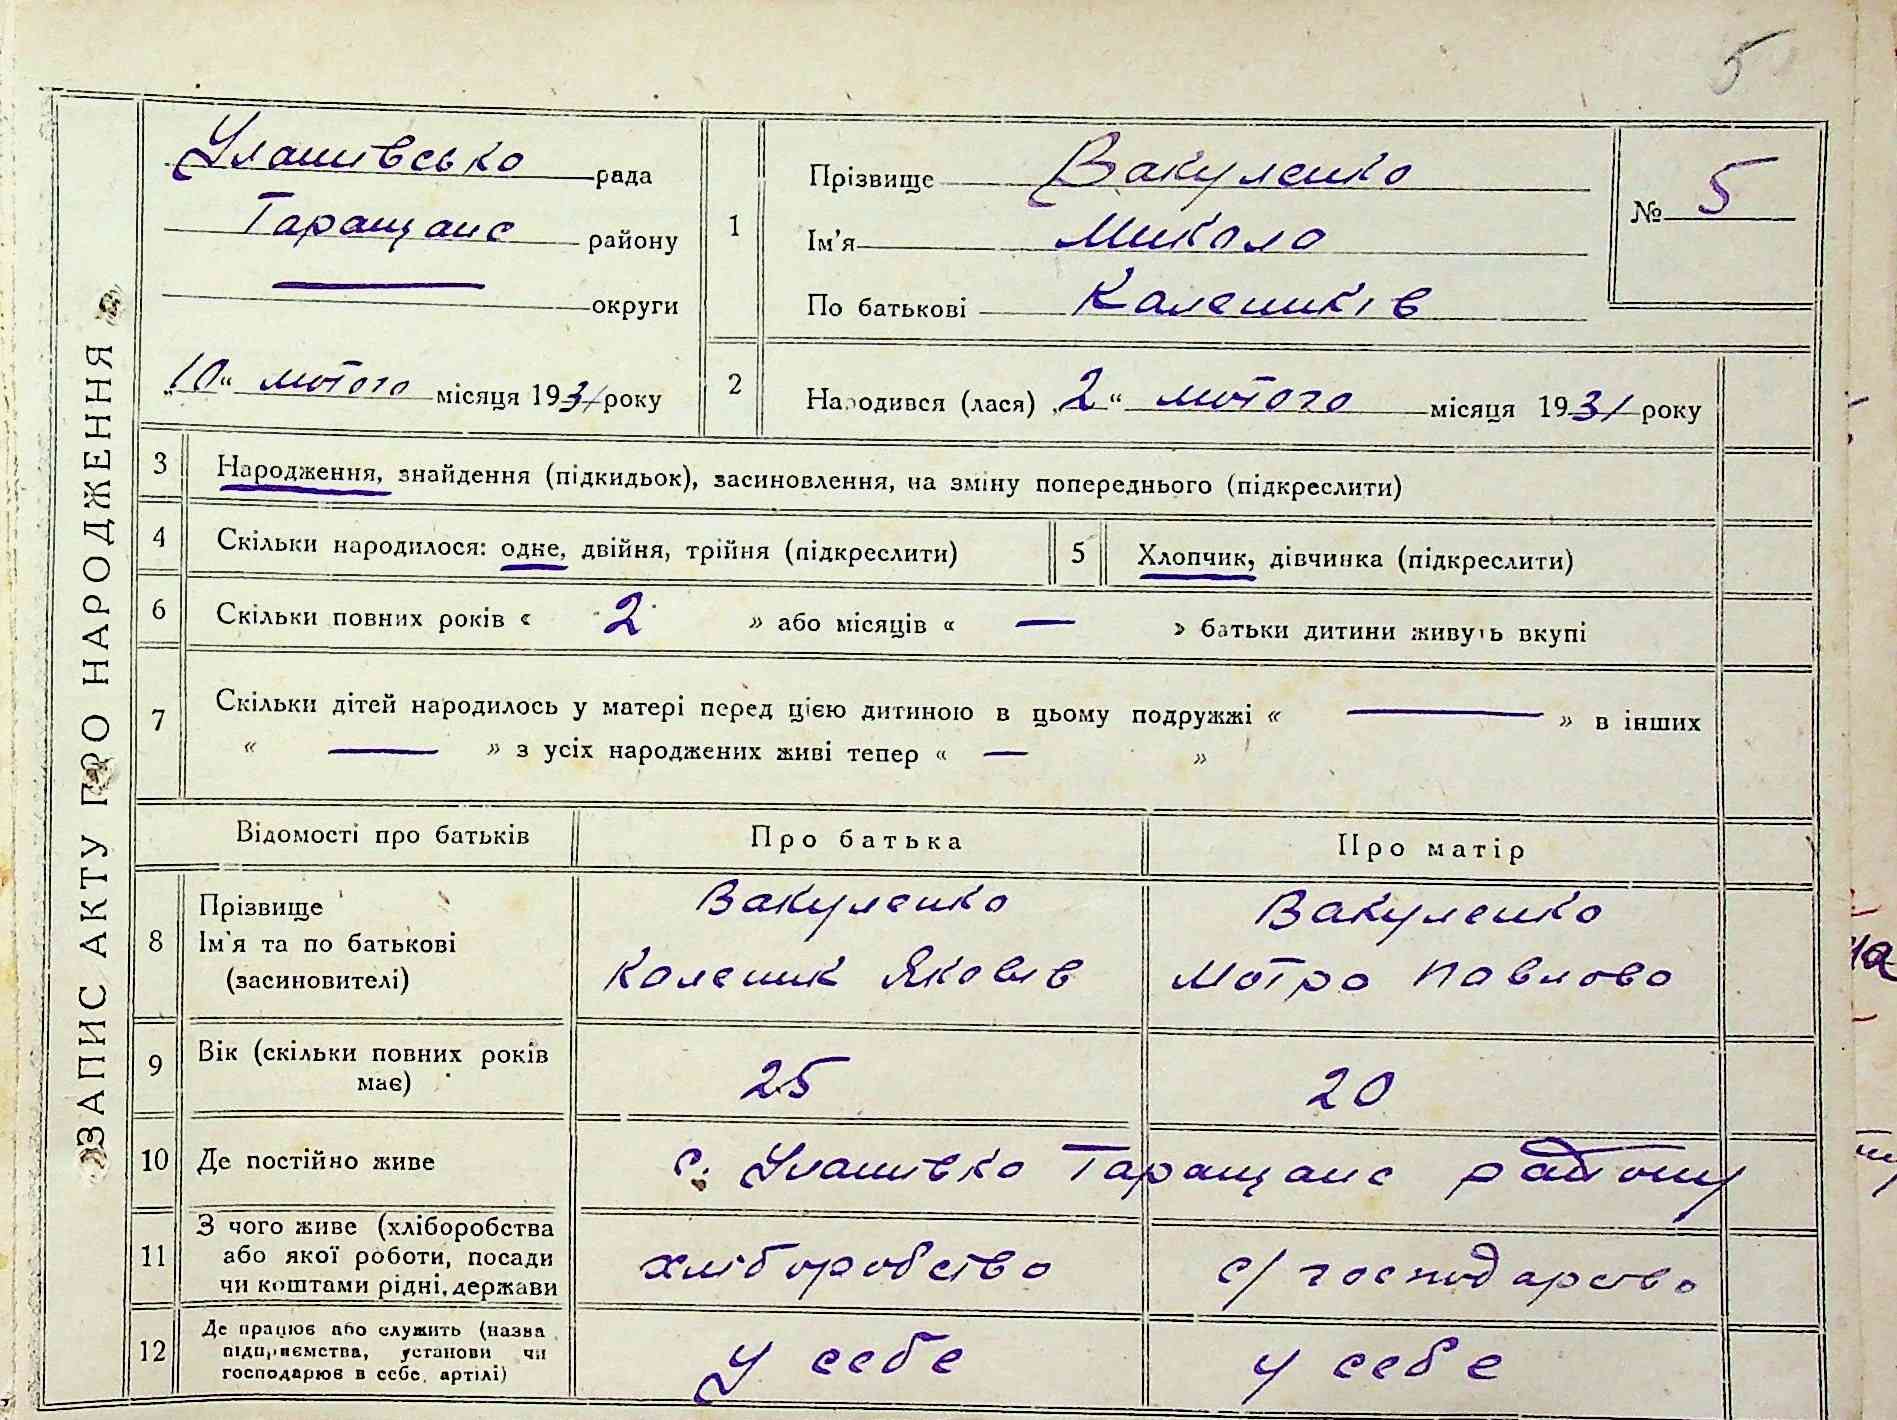 5
ЗАПИС АКТУ ПРО НАРОДЖЕННЯ
Улашивсько рада
Таращанс району
округи
„10“ лютого місяця 1931 року
1
Прізвище Вакуленко
Ім'я Микола
По батькові Калеників
№ 5
2
Народився (лася) „2“ лютого місяця 1931 року
3 Народження, знайдення (підкидьок), засиновлення, на зміну попереднього (підкреслити)
4 Скільки народилося: одне, двійня, трійня (підкреслити)
5 Хлопчик, дівчинка (підкреслити)
6 Скільки повних років « 2 » або місяців « — » батьки дитини живуть вкупі
7 Скільки дітей народилось у матері перед цією дитиною в цьому подружжі « — » в інших
« — » з усіх народжених живі тепер « — »
Відомості про батьків Про батька Про матір
8 Прізвище
Ім'я та по батькові
(засиновителі)
Вакуленко
Каленик Яковів
Вакуленко
Мотра Павлова
9 Вік (скільки повних років
має)
25 20
10 Де постійно живе с. Улашивка Таращанс району
11 З чого живе (хліборобства
або якої роботи, посади
чи коштами рідні, держави
хліборобство с/господарство
12 Де працює або служить (назва
підприємства, установи чи
господарює в себе, артілі)
у себе у себе